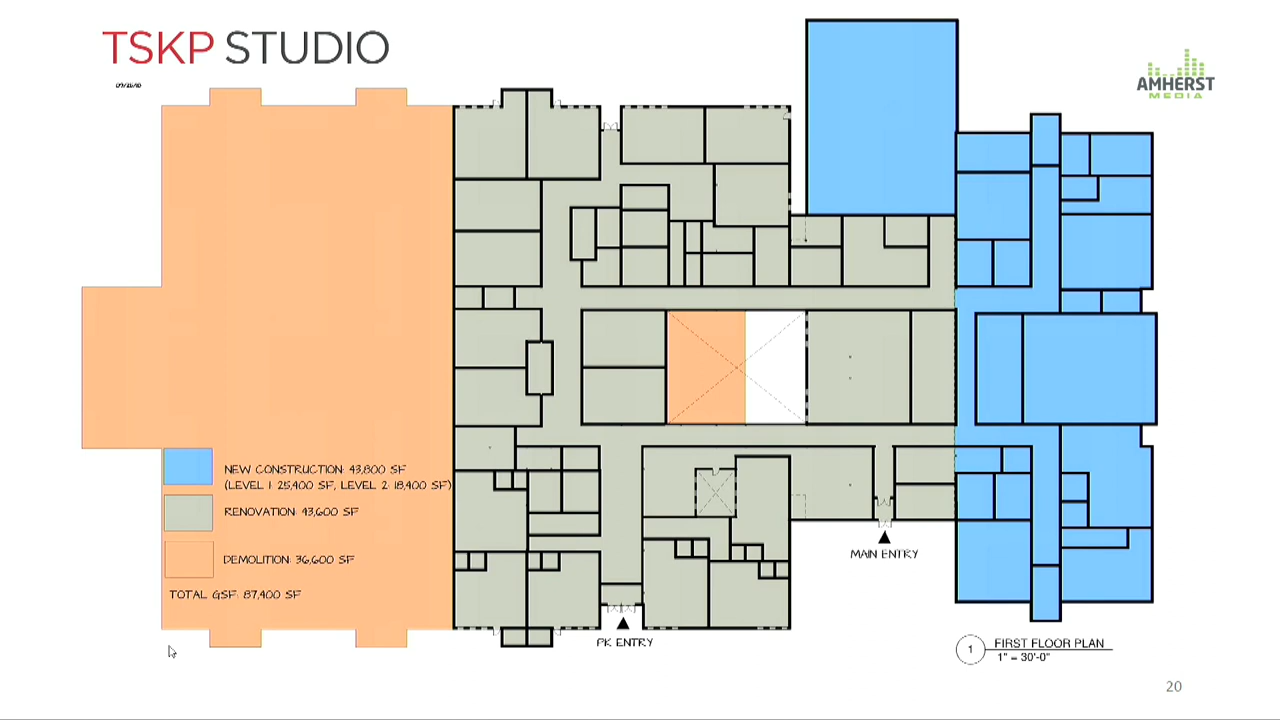 TSKP STUDIO
AMHERST
MEDIA
NEW CONSTRUCTION: 43,800 SF
(LEVEL 1: 25,400 SF, LEVEL 2: 18,400 SF)
RENOVATION: 43,600 SF
DEMOLITION: 36,600 SF
TOTAL GSF: 87,400 SF
MAIN ENTRY
PK ENTRY
1 FIRST FLOOR PLAN
1" = 30'-0"
20